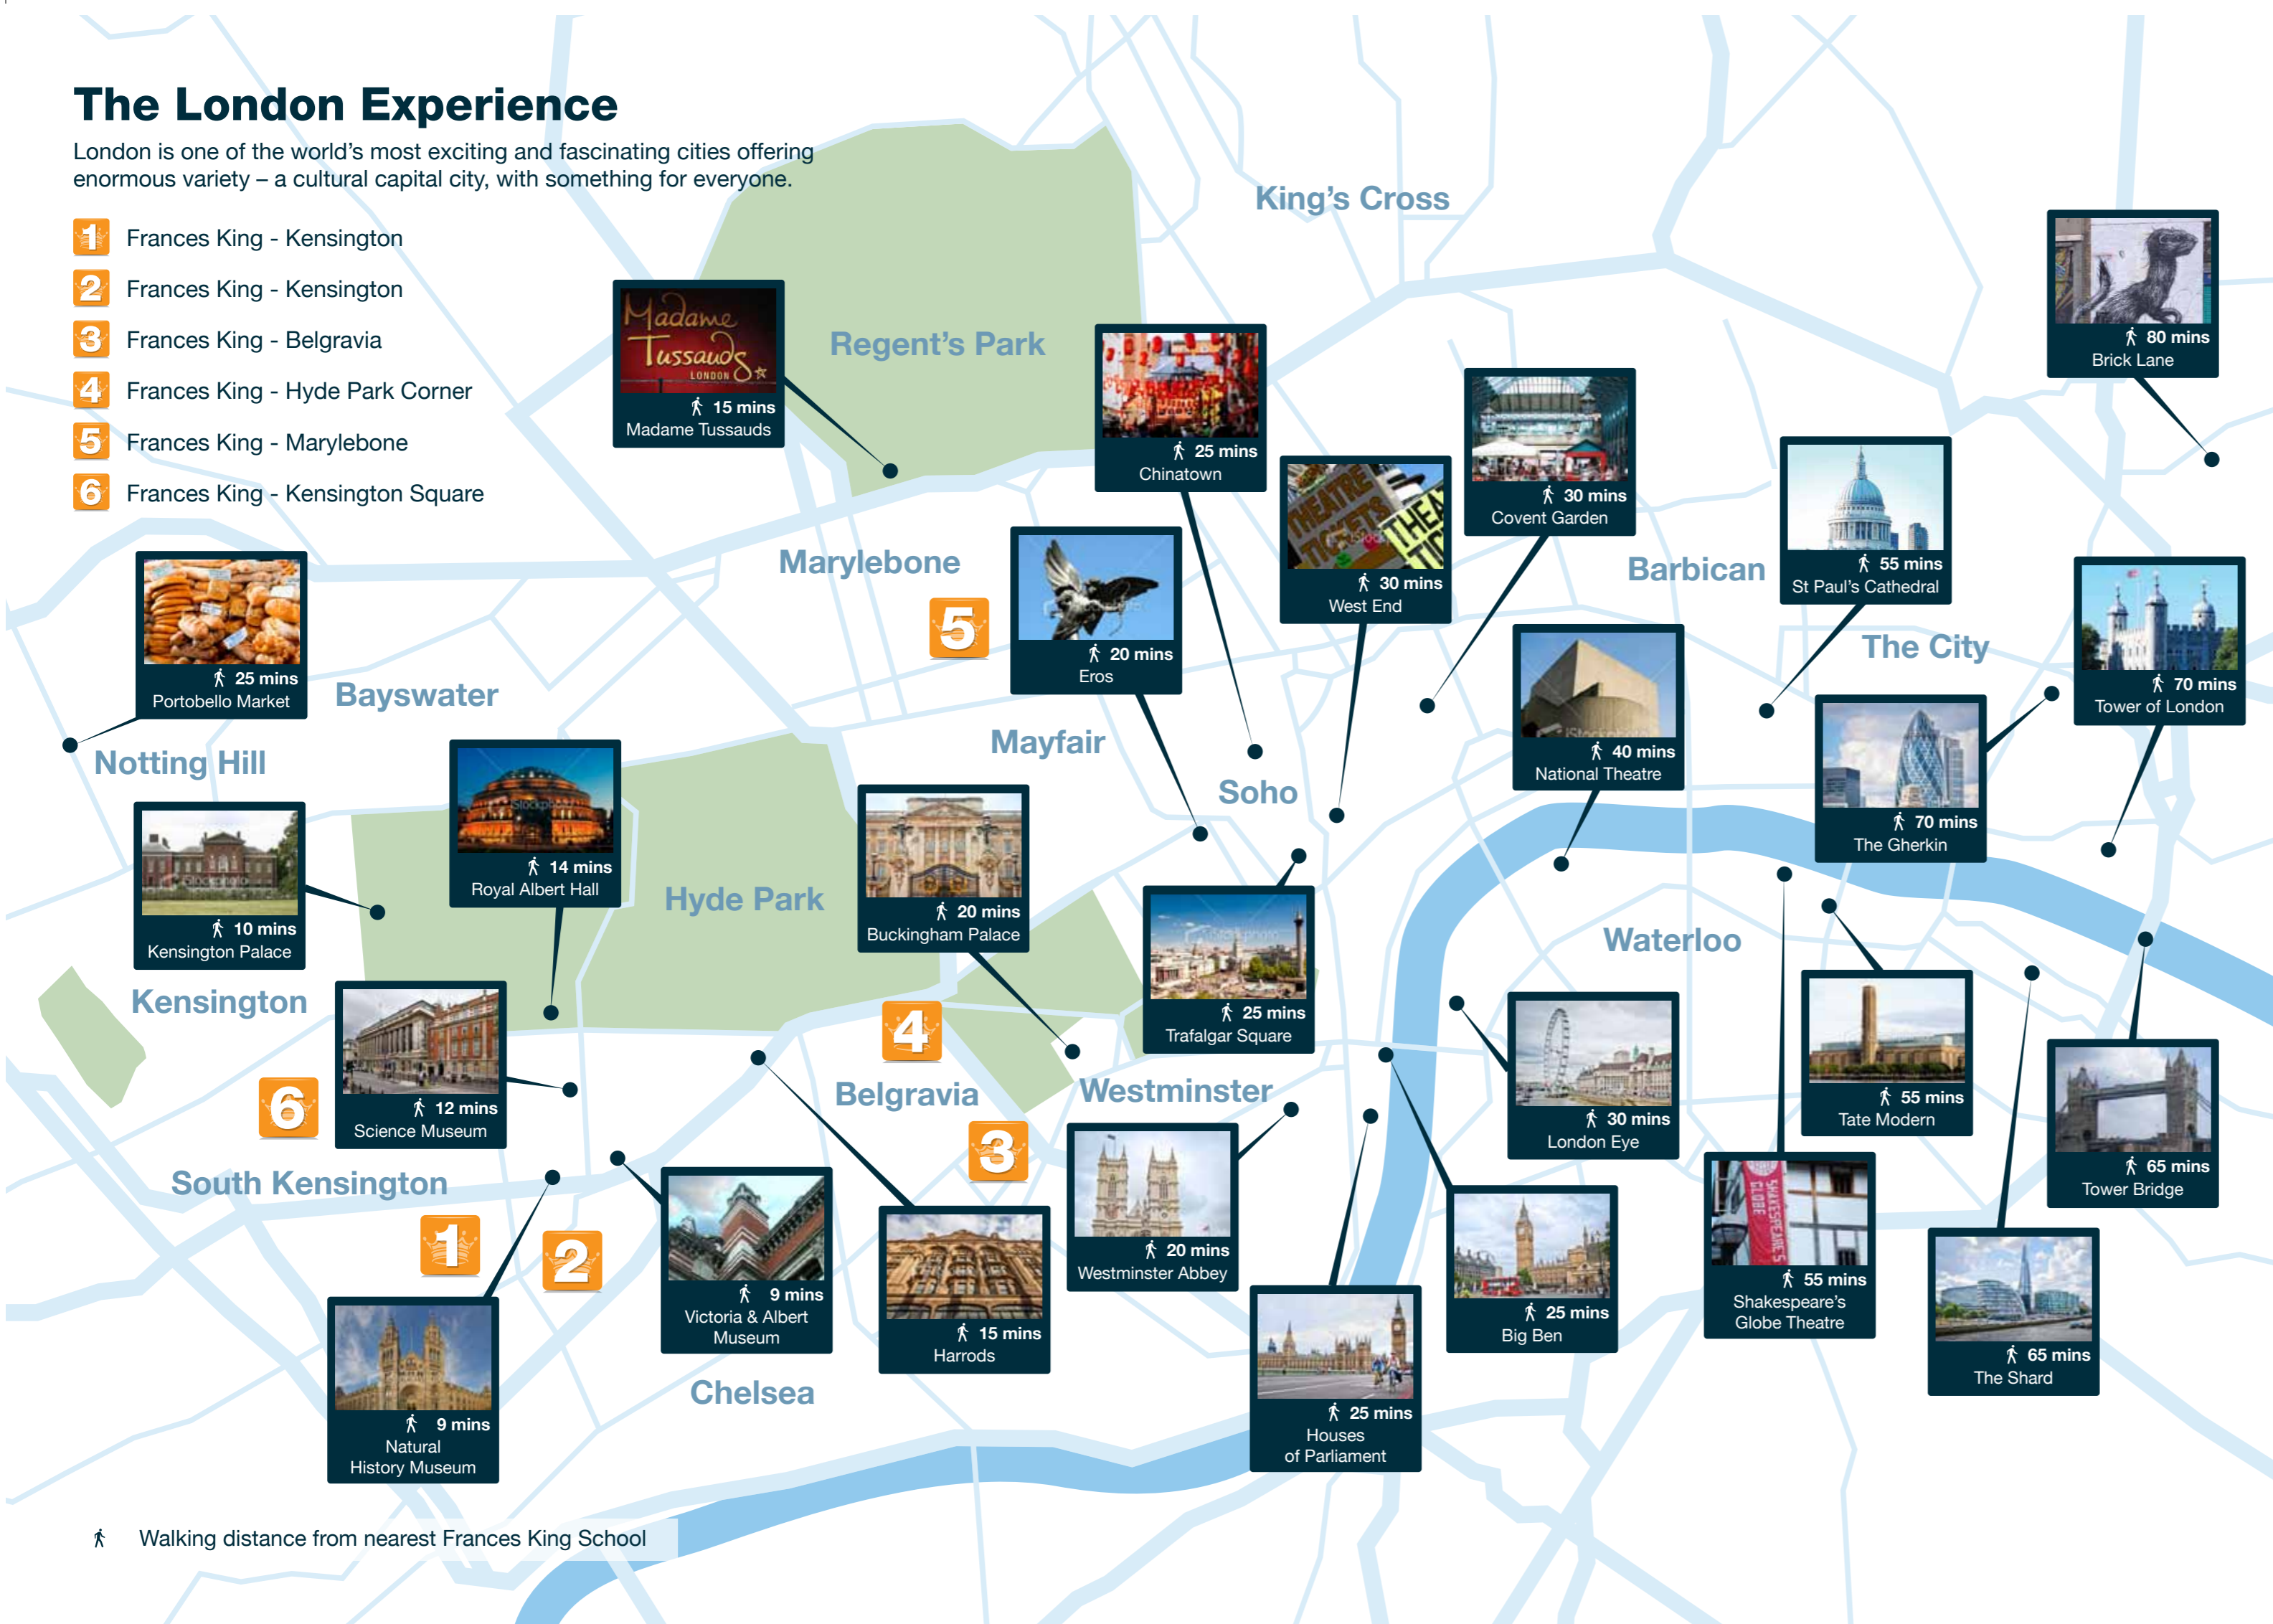 The London Experience
London is one of the world's most exciting and fascinating cities offering
enormous variety – a cultural capital city, with something for everyone.
1 Frances King - Kensington
2 Frances King - Kensington
3 Frances King - Belgravia
4 Frances King - Hyde Park Corner
5 Frances King - Marylebone
6 Frances King - Kensington Square
King's Cross
Regent's Park
Madame
Tussauds
LONDON
15 mins
Madame Tussauds
25 mins
Chinatown
30 mins
Covent Garden
80 mins
Brick Lane
THEATRE
TICKETS
THEA
TIC
30 mins
West End
55 mins
St Paul's Cathedral
Barbican
The City
Marylebone
5
20 mins
Eros
25 mins
Portobello Market
Bayswater
Notting Hill
Mayfair
Soho
iStockphoto
40 mins
National Theatre
70 mins
Tower of London
70 mins
The Gherkin
iStockphoto
14 mins
Royal Albert Hall
Hyde Park
iStockphoto
10 mins
Kensington Palace
Kensington
20 mins
Buckingham Palace
iStockphoto
25 mins
Trafalgar Square
Waterloo
4
Belgravia
Westminster
3
6
12 mins
Science Museum
South Kensington
1
2
30 mins
London Eye
55 mins
Tate Modern
65 mins
Tower Bridge
20 mins
Westminster Abbey
9 mins
Victoria & Albert
Museum
15 mins
Harrods
25 mins
Big Ben
SHAKESPEARE'S
GLOBE
55 mins
Shakespeare's
Globe Theatre
65 mins
The Shard
Chelsea
9 mins
Natural
History Museum
25 mins
Houses
of Parliament
Walking distance from nearest Frances King School